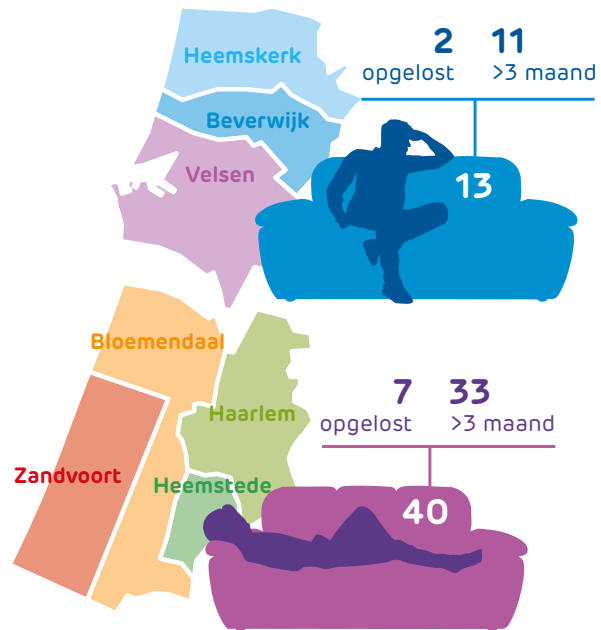 Heemskerk
2 11
opgelost >3 maand
Beverwijk
Velsen
13
Bloemendaal
Haarlem
7 33
opgelost >3 maand
Zandvoort
Heemstede
40